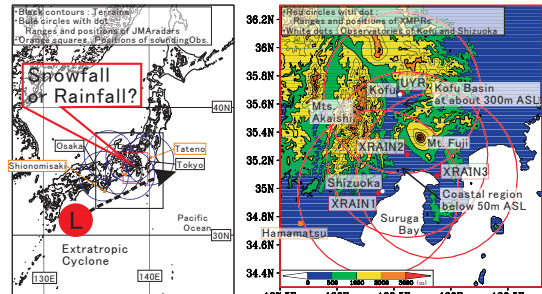 ・Black contours : Terrains
・Bule circles with dot :
Ranges and positions of JMAradars
・Orange squares : Positions of soundingObs.
Snowfall
or Rainfall?
40N
Osaka
Tateno
Shionomisaki
Tokyo
L
Pacific
Ocean
30N
Extratropic
Cyclone
130E
140E
・Red circles with dot :
Ranges and positions of XMPRs
・White dots : Observatories of Kofu and Shizuoka
36.2N
36N
35.8N
35.6N
35.4N
35.2N
35N
34.8N
34.6N
34.4N
UYR
Kofu
Kofu Basin
at about 300m ASL
Mts.
Akaishi
Mt. Fuji
XRAIN2
XRAIN3
Shizuoka
XRAIN1
Coastal region
below 50m ASL
Suruga
Bay
Hamamatsu
0 500 1000 2000 3000 (m)